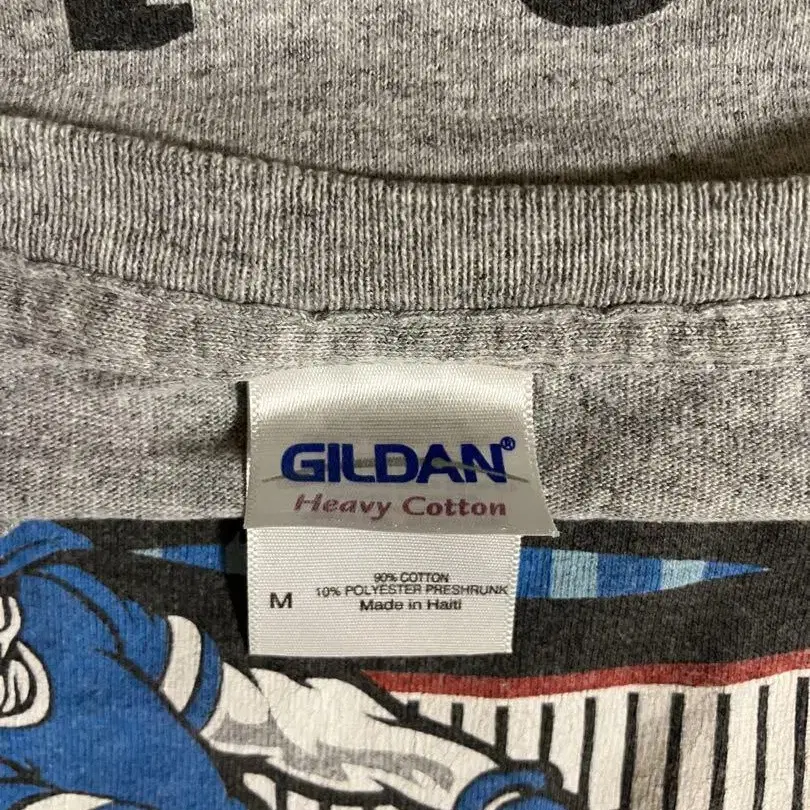 GILDAN®
Heavy Cotton
M
90% COTTON
10% POLYESTER PRESHRUNK
Made in Haiti